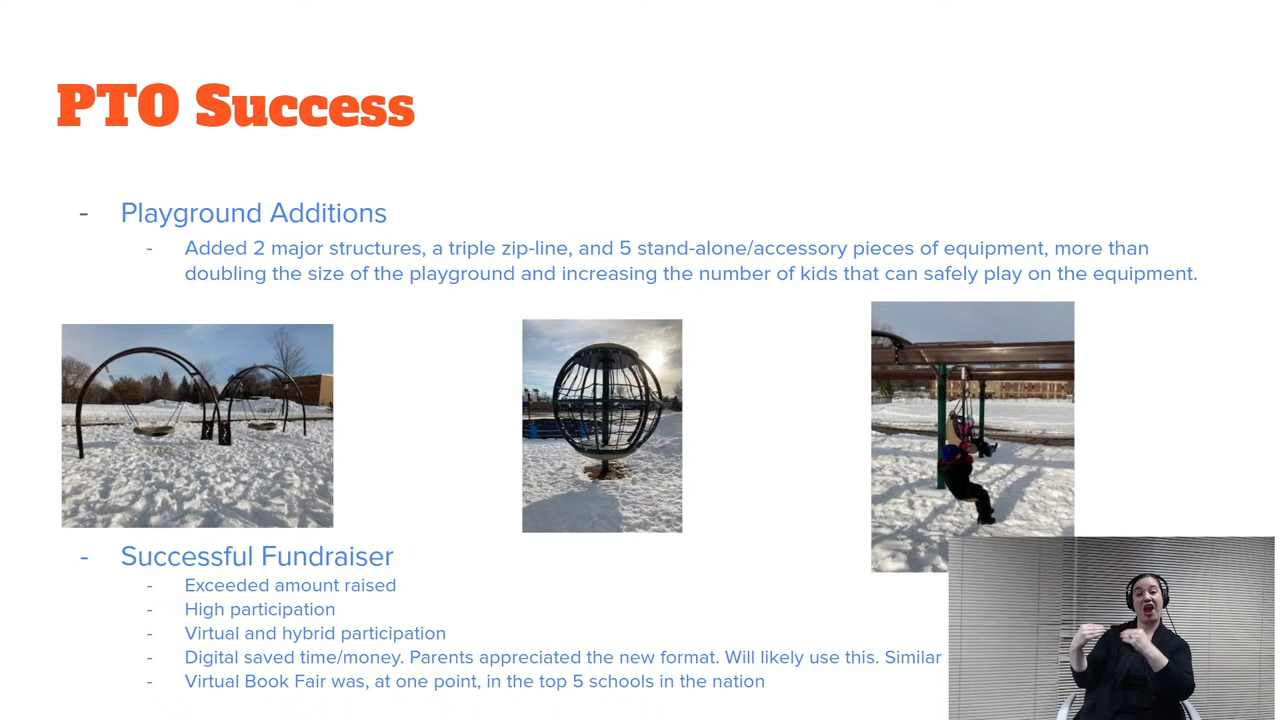 PTO Success
- Playground Additions
- Added 2 major structures, a triple zip-line, and 5 stand-alone/accessory pieces of equipment, more than
doubling the size of the playground and increasing the number of kids that can safely play on the equipment.
- Successful Fundraiser
- Exceeded amount raised
- High participation
- Virtual and hybrid participation
- Digital saved time/money. Parents appreciated the new format. Will likely use this. Similar
- Virtual Book Fair was, at one point, in the top 5 schools in the nation